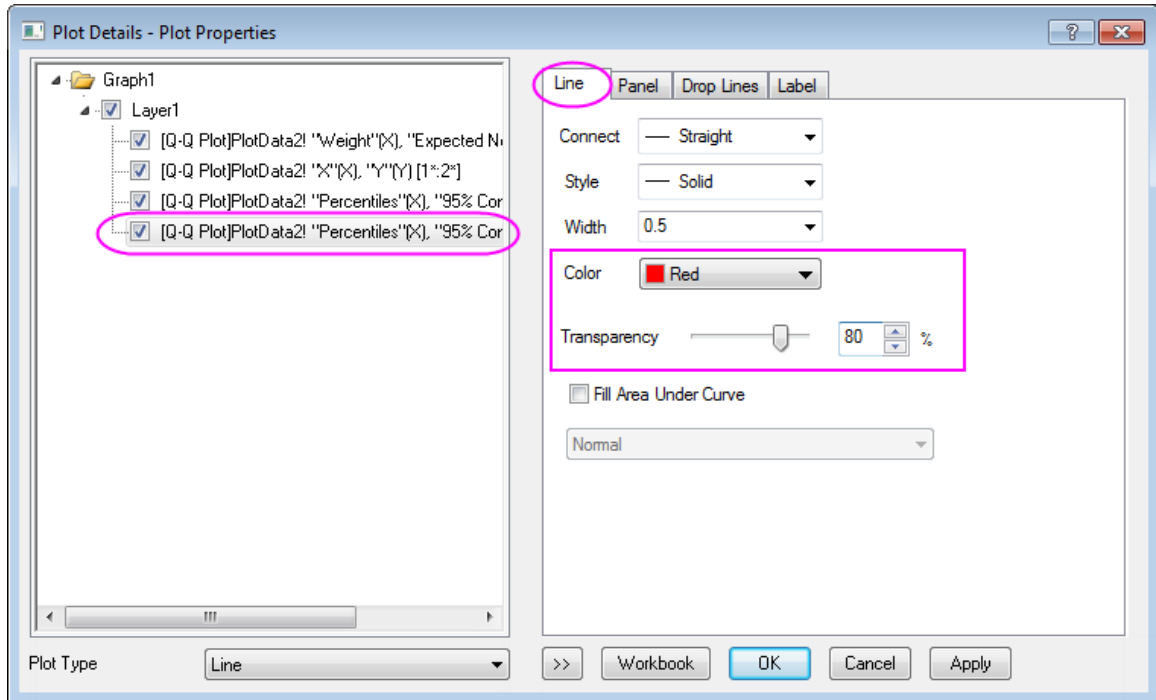 Plot Details - Plot Properties
Graph1
Layer1
[Q-Q Plot]PlotData2! "Weight"(X), "Expected N
[Q-Q Plot]PlotData2! "X"(X), "Y"(Y) [1*:2*]
[Q-Q Plot]PlotData2! "Percentiles"(X), "95% Cor
[Q-Q Plot]PlotData2! "Percentiles"(X), "95% Cor
Plot Type
Line
Line Panel Drop Lines Label
Connect Straight
Style Solid
Width 0.5
Color Red
Transparency 80 %
Fill Area Under Curve
Normal
>> Workbook OK Cancel Apply